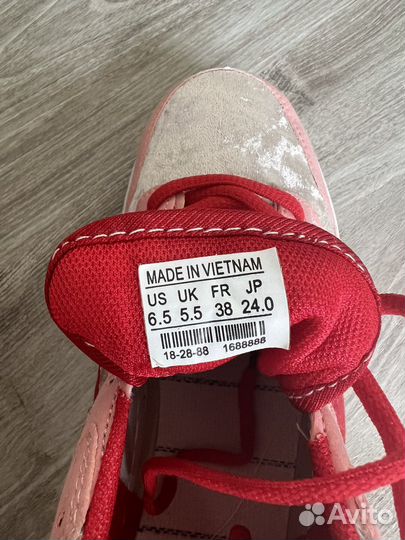 MADE IN VIETNAM
US UK FR JP
6.5 5.5 38 24.0
18-28-88 1688888
Avito